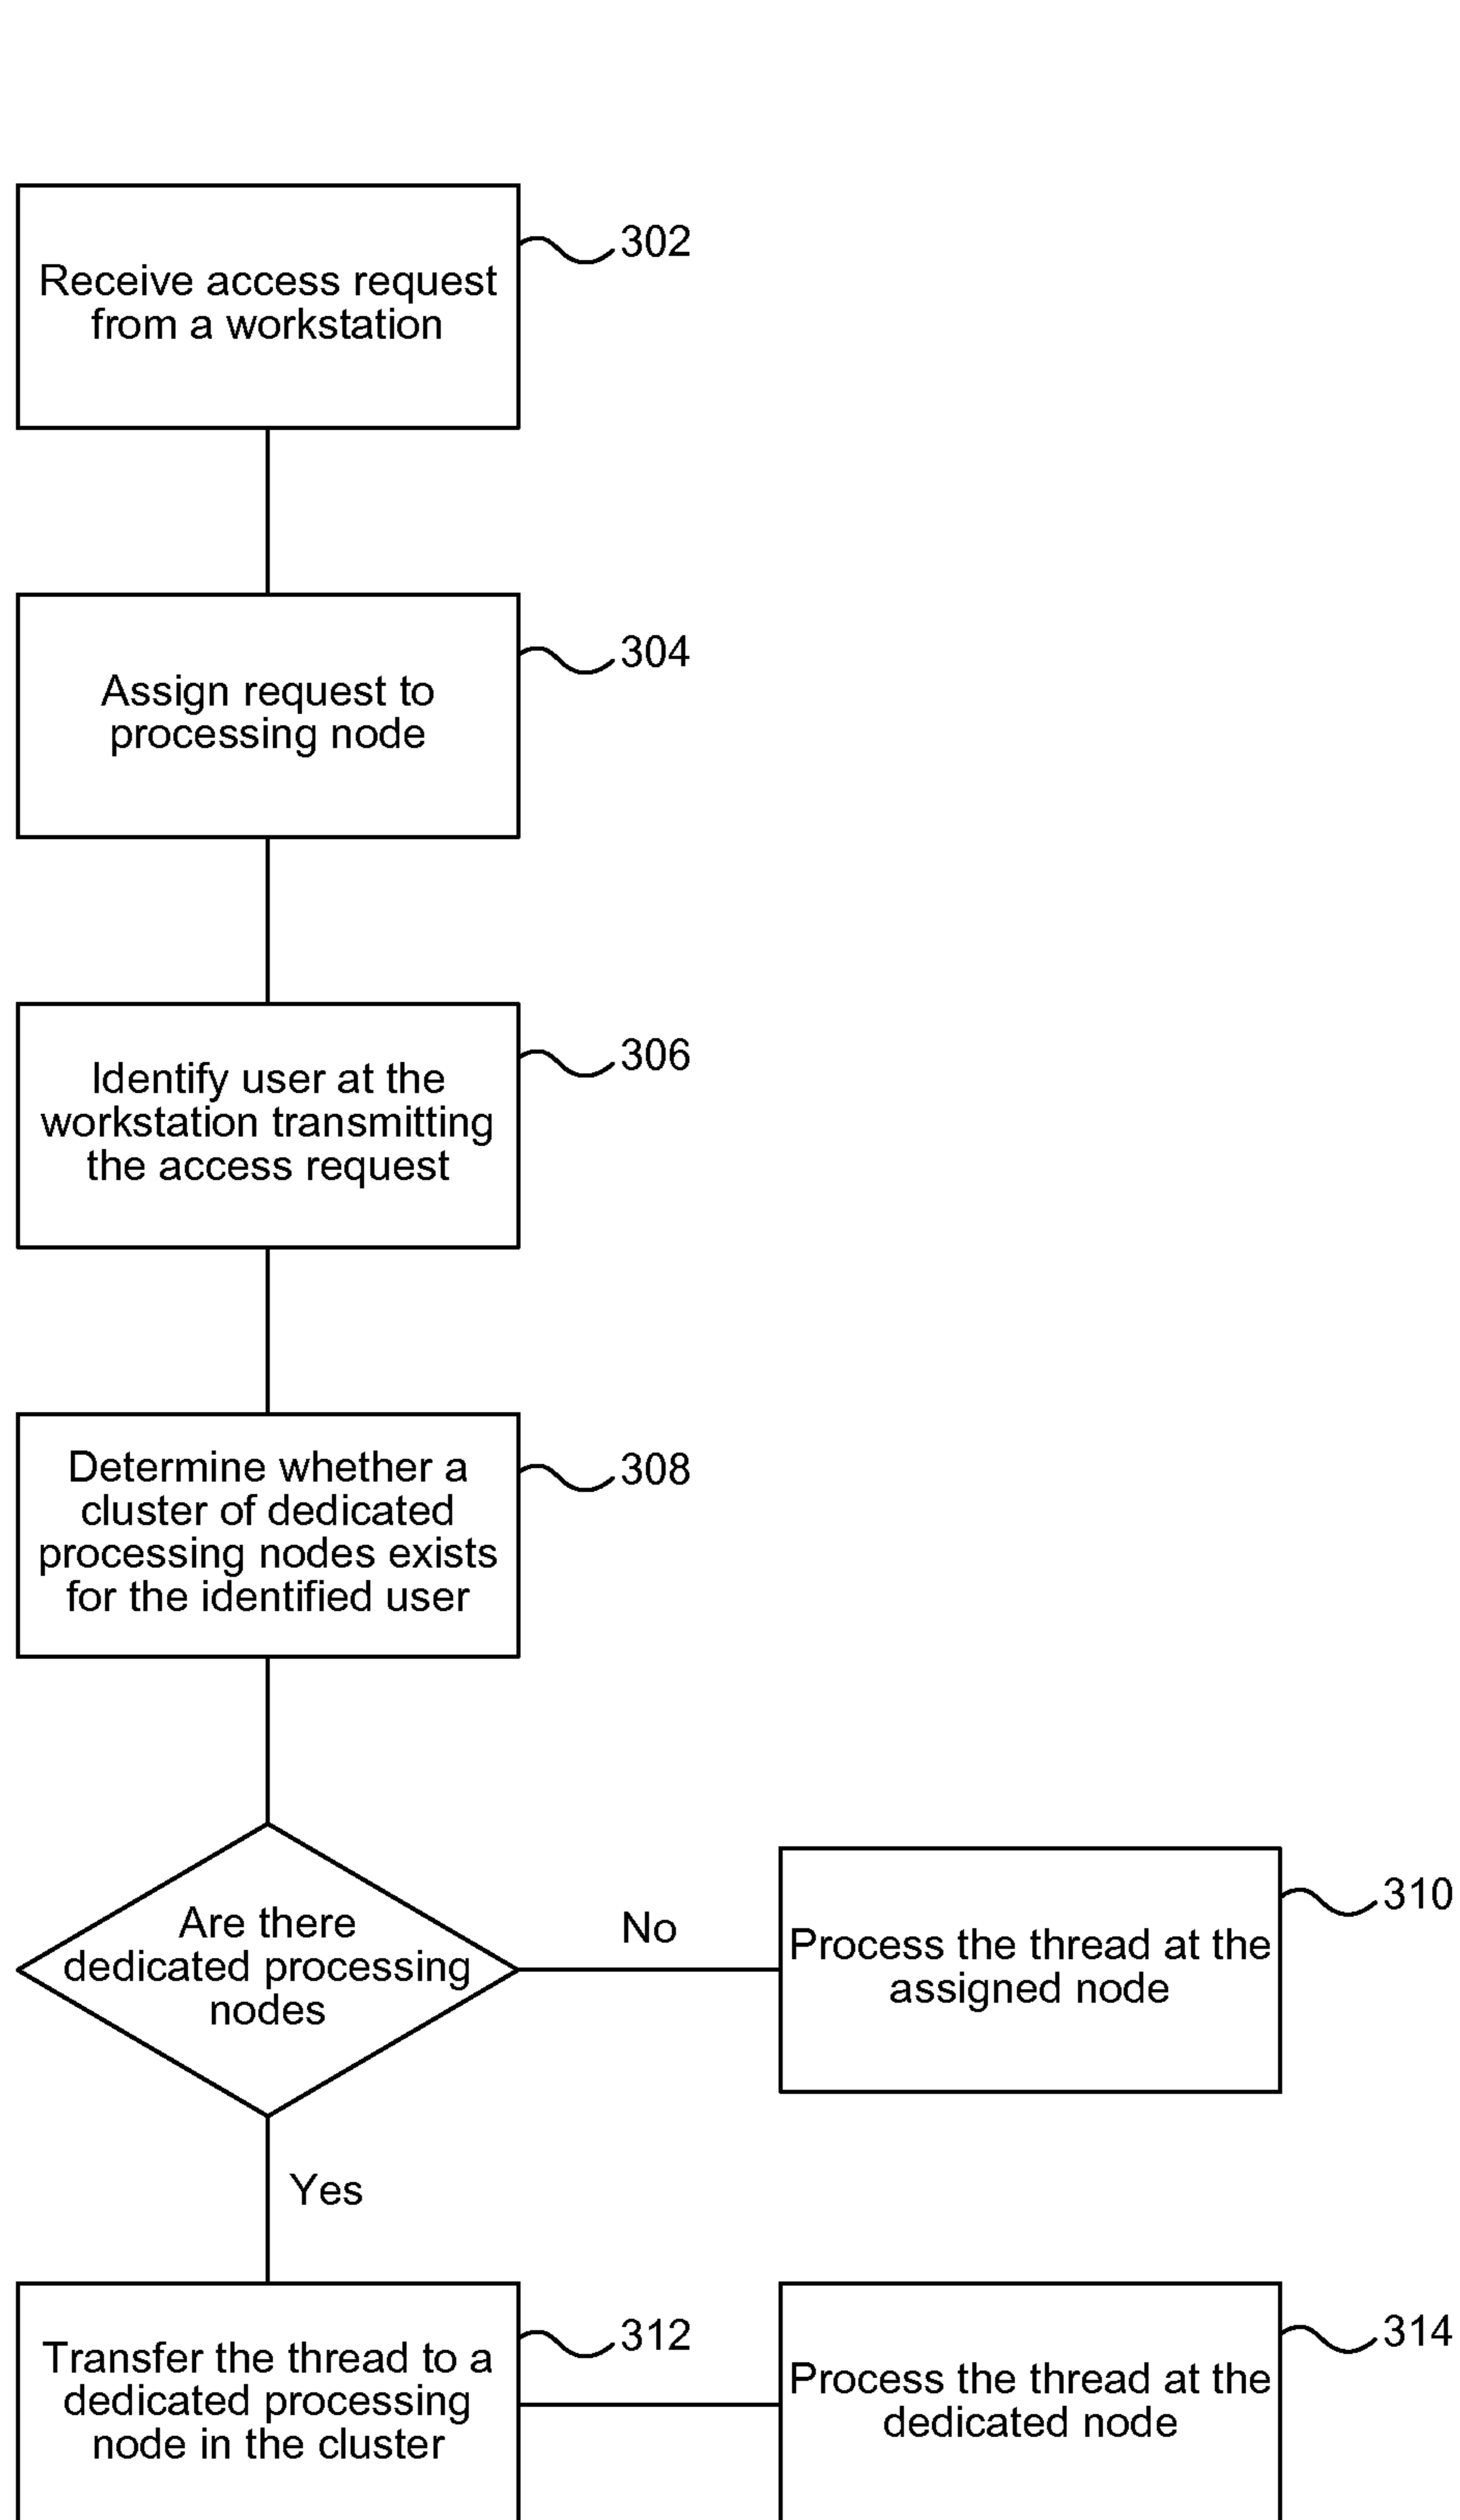 302
Receive access request
from a workstation
304
Assign request to
processing node
306
Identify user at the
workstation transmitting
the access request
308
Determine whether a
cluster of dedicated
processing nodes exists
for the identified user
Are there
dedicated processing
nodes
No
310
Process the thread at the
assigned node
Yes
312
Transfer the thread to a
dedicated processing
node in the cluster
314
Process the thread at the
dedicated node